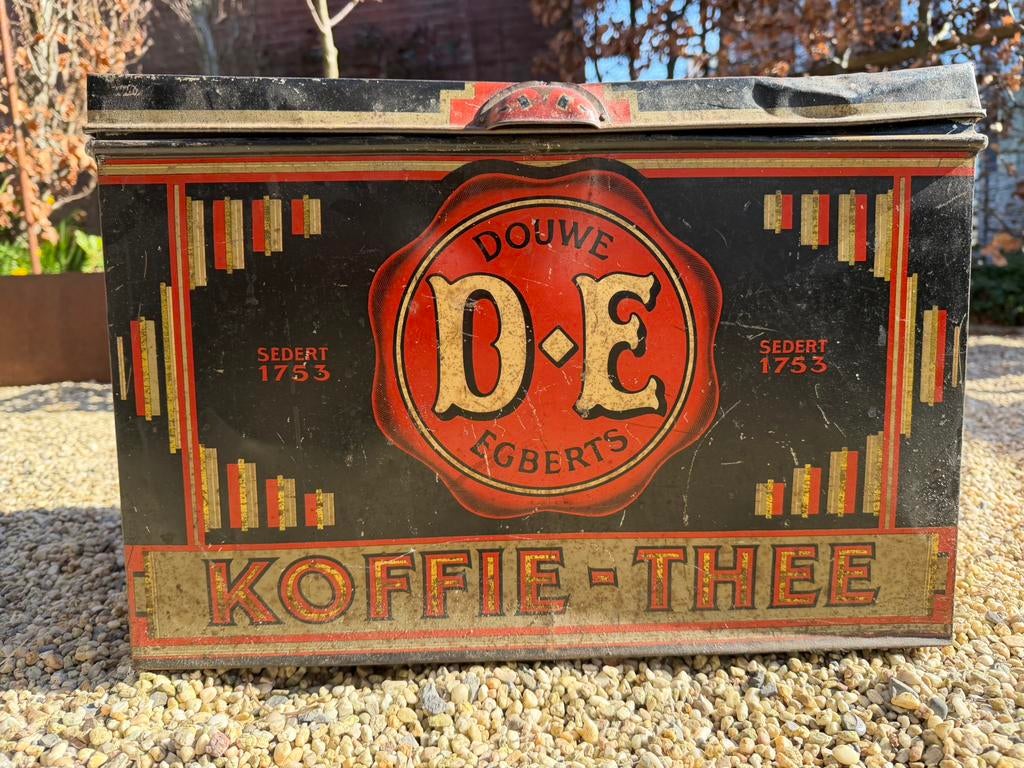 DOUWE
D◆E
EGBERTS
SEDERT
1753
SEDERT
1753
KOFFIE-THEE